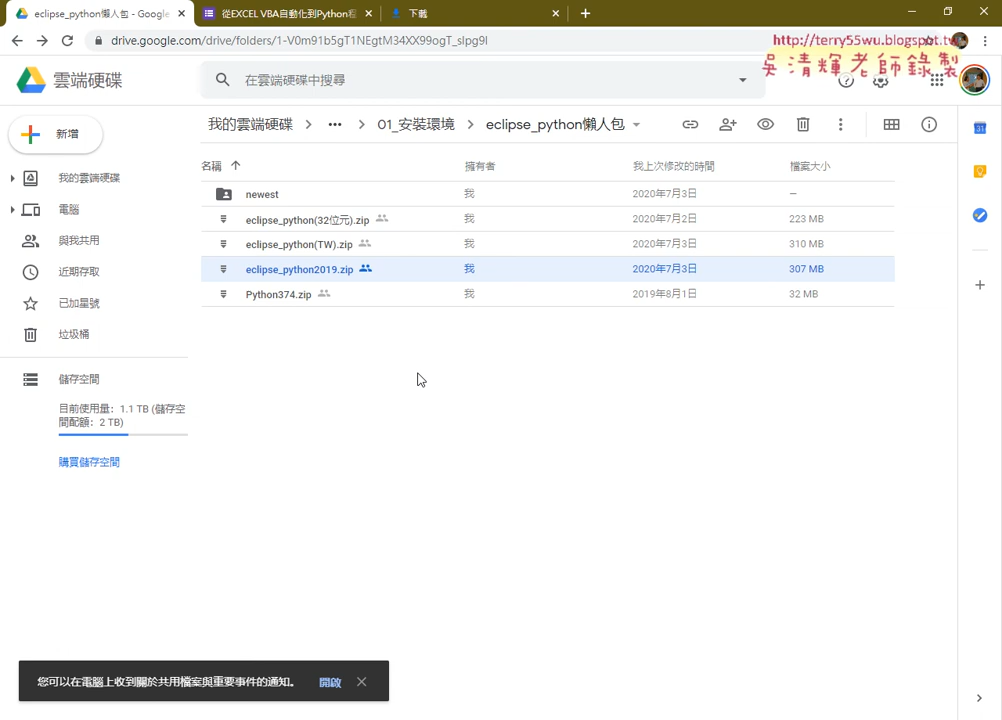 eclipse_python懶人包 - Google
從EXCEL VBA自動化到Python程
下載
drive.google.com/drive/folders/1-V0m91b5gT1NEgtM34XX99ogT_sIpg9I
http://terry55wu.blogspot.tw
吳清輝老師錄製
雲端硬碟
在雲端硬碟中搜尋
新增
我的雲端硬碟
•••
01_安裝環境
eclipse_python懶人包
名稱
擁有者
我上次修改的時間
檔案大小
newest
我
2020年7月3日
—
eclipse_python(32位元).zip
我
2020年7月2日
223 MB
eclipse_python(TW).zip
我
2020年7月3日
310 MB
eclipse_python2019.zip
我
2020年7月3日
307 MB
Python374.zip
我
2019年8月1日
32 MB
我的雲端硬碟
電腦
與我共用
近期存取
已加星號
垃圾桶
儲存空間
目前使用量：1.1 TB (儲存空
間配額：2 TB)
購買儲存空間
31
您可以在電腦上收到關於共用檔案與重要事件的通知。
開啟